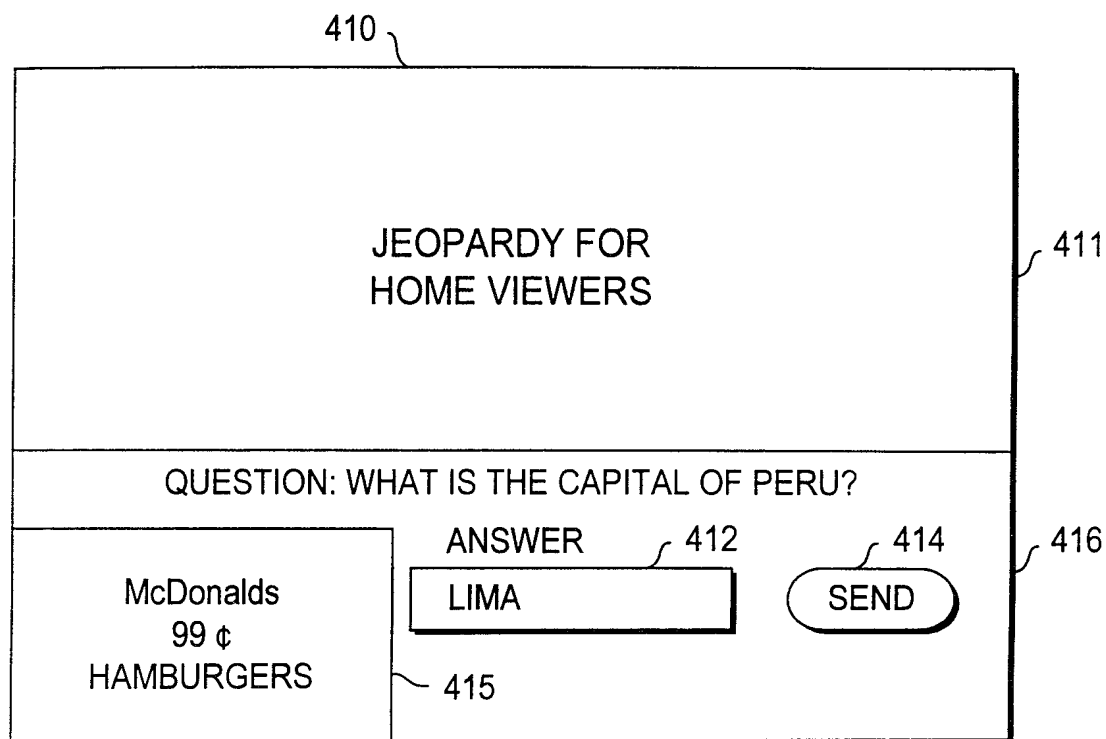 410
JEOPARDY FOR
HOME VIEWERS
411
QUESTION: WHAT IS THE CAPITAL OF PERU?
ANSWER
412
414
416
LIMA
SEND
McDonalds
99 ¢
HAMBURGERS
415